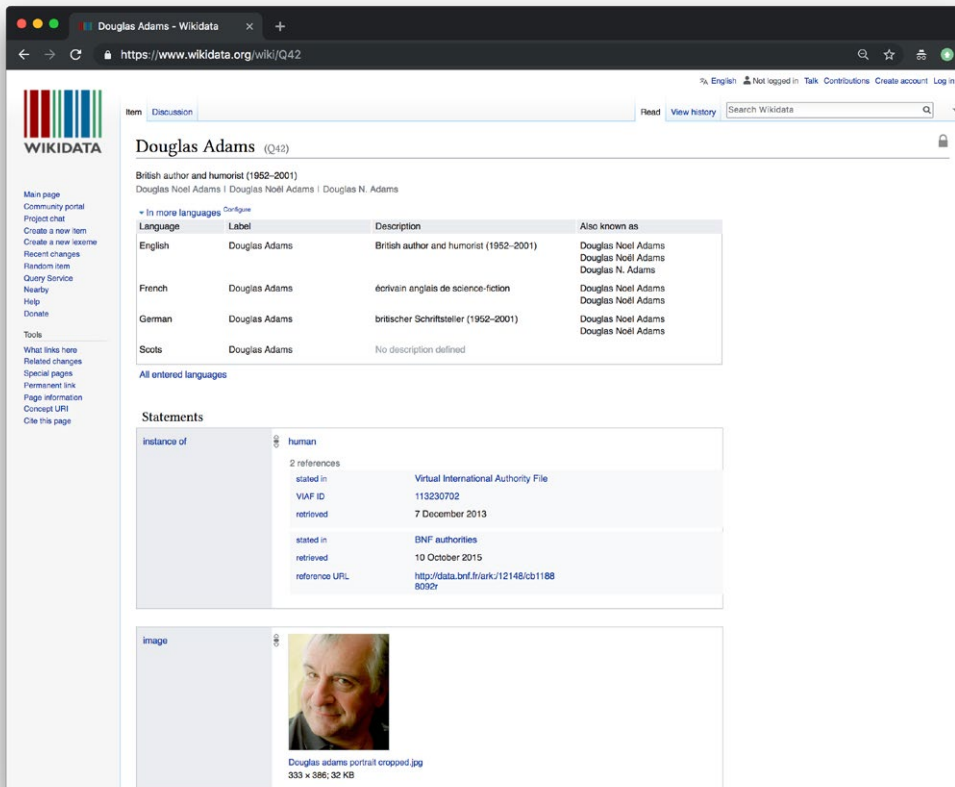 Douglas Adams - Wikidata
https://www.wikidata.org/wiki/Q42
English Not logged in Talk Contributions Create account Log in
WIKIDATA
Item Discussion
Read View history Search Wikidata
Douglas Adams (Q42)
British author and humorist (1952–2001)
Douglas Noel Adams | Douglas Noël Adams | Douglas N. Adams
In more languages Configure
Language Label Description Also known as
English Douglas Adams British author and humorist (1952–2001) Douglas Noel Adams
Douglas Noël Adams
Douglas N. Adams
French Douglas Adams écrivain anglais de science-fiction Douglas Noel Adams
Douglas Noël Adams
German Douglas Adams britischer Schriftsteller (1952–2001) Douglas Noel Adams
Douglas Noël Adams
Scots Douglas Adams No description defined
All entered languages
Main page
Community portal
Project chat
Create a new item
Create a new lexeme
Recent changes
Random item
Query Service
Nearby
Help
Donate
Tools
What links here
Related changes
Special pages
Permanent link
Page information
Concept URI
Cite this page
Statements
instance of human
2 references
stated in Virtual International Authority File
VIAF ID 113230702
retrieved 7 December 2013
stated in BNF authorities
retrieved 10 October 2015
reference URL http://data.bnf.fr/ark:/12148/cb1188
8092r
image
Douglas adams portrait cropped.jpg
333 × 386; 32 KB